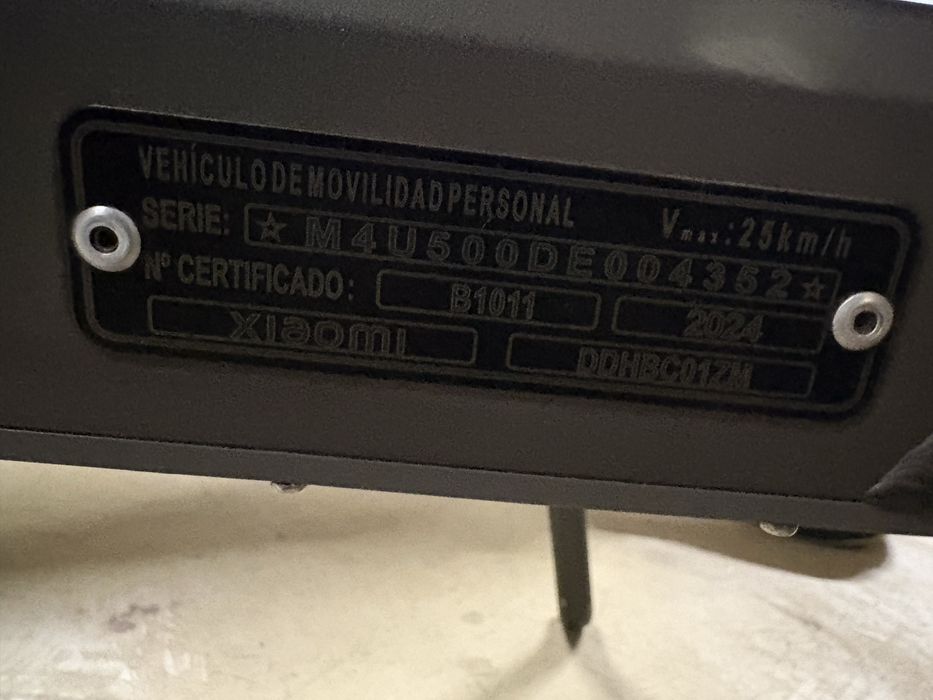 VEHÍCULO DE MOVILIDAD PERSONAL Vmax: 25km/h
SERIE: ☆M4U500DE004352☆
Nº CERTIFICADO: B1011 2024
xiaomi DDHBC01ZM